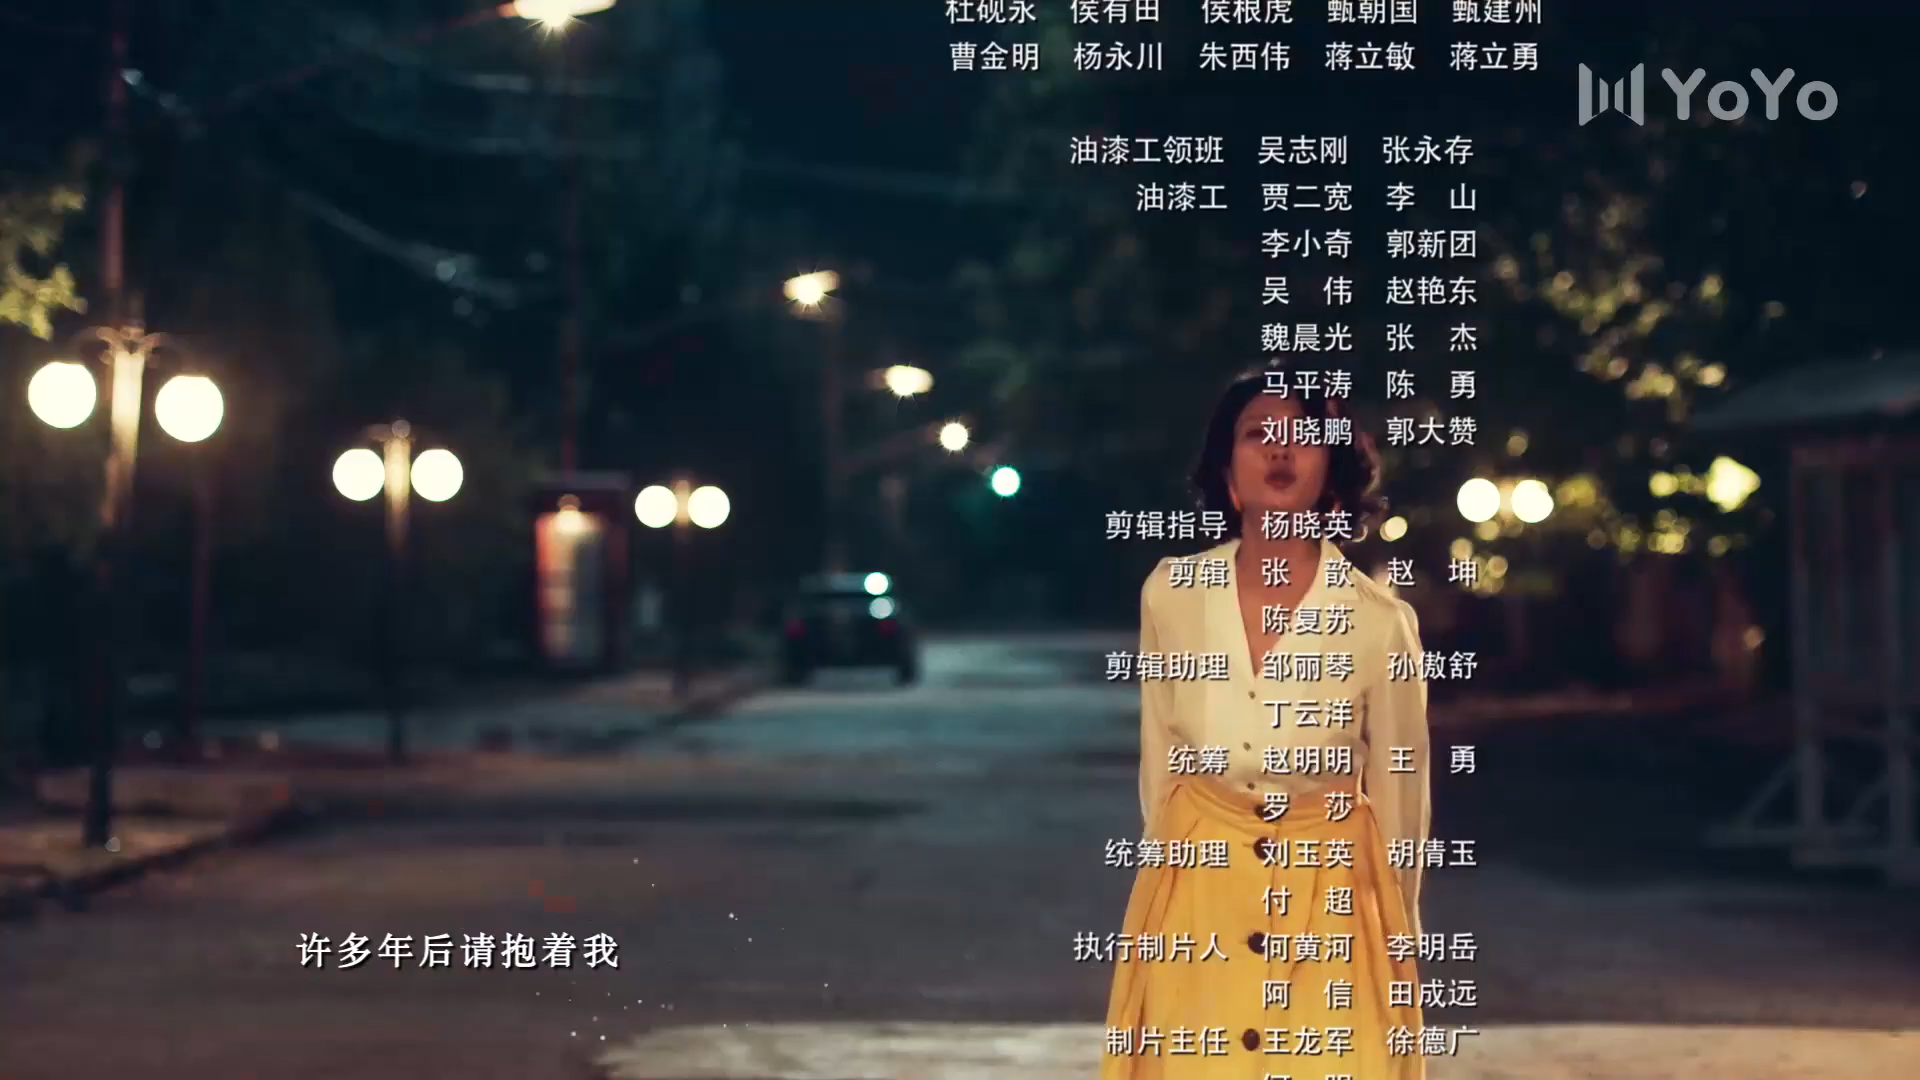 杜砚永 侯有田 侯根虎 甄朝国 甄建州
曹金明 杨永川 朱西伟 蒋立敏 蒋立勇
YoYo
油漆工领班 吴志刚 张永存
油漆工 贾二宽 李 山
李小奇 郭新团
吴 伟 赵艳东
魏晨光 张 杰
马平涛 陈 勇
刘晓鹏 郭大赞
剪辑指导 杨晓英
剪辑 张 歆 赵 坤
陈复苏
剪辑助理 邹丽琴 孙傲舒
丁云洋
统筹 赵明明 王 勇
罗 莎
统筹助理 刘玉英 胡倩玉
付 超
执行制片人 何黄河 李明岳
许多年后请抱着我
阿 信 田成远
制片主任 王龙军 徐德广